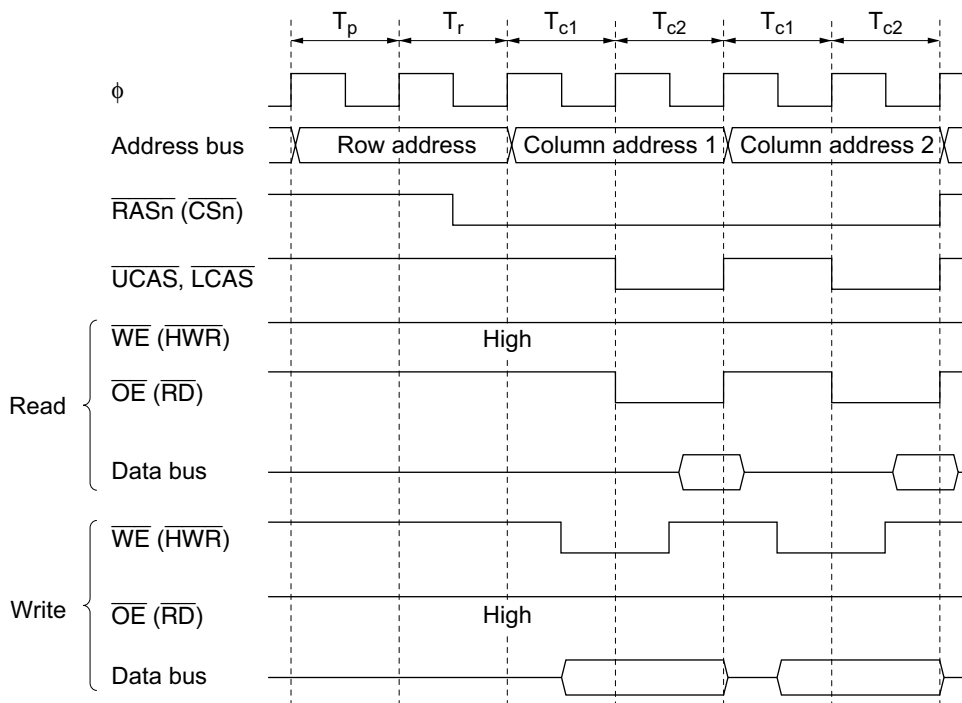 Tp Tr Tc1 Tc2 Tc1 Tc2
ϕ
Address bus Row address Column address 1 Column address 2
RASn (CSn)
UCAS, LCAS
Read
WE (HWR) High
OE (RD)
Data bus
Write
WE (HWR)
OE (RD) High
Data bus